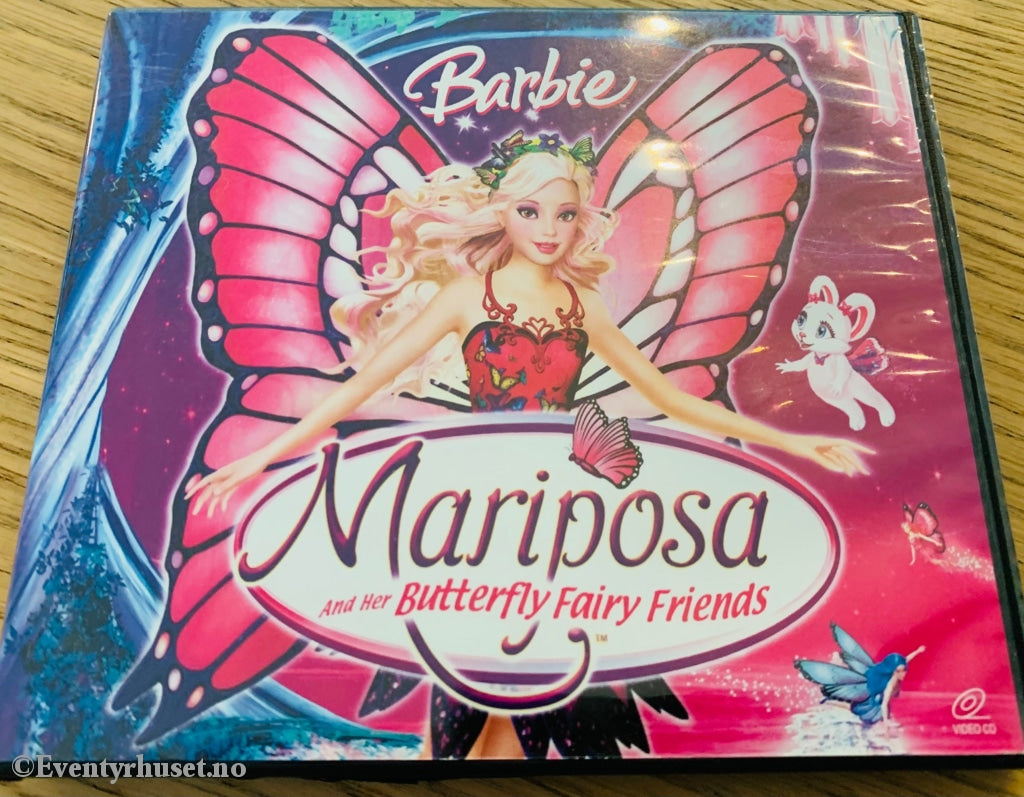 Barbie
Mariposa
And Her Butterfly Fairy Friends
TM
VIDEO CD
©Eventyrhuset.no